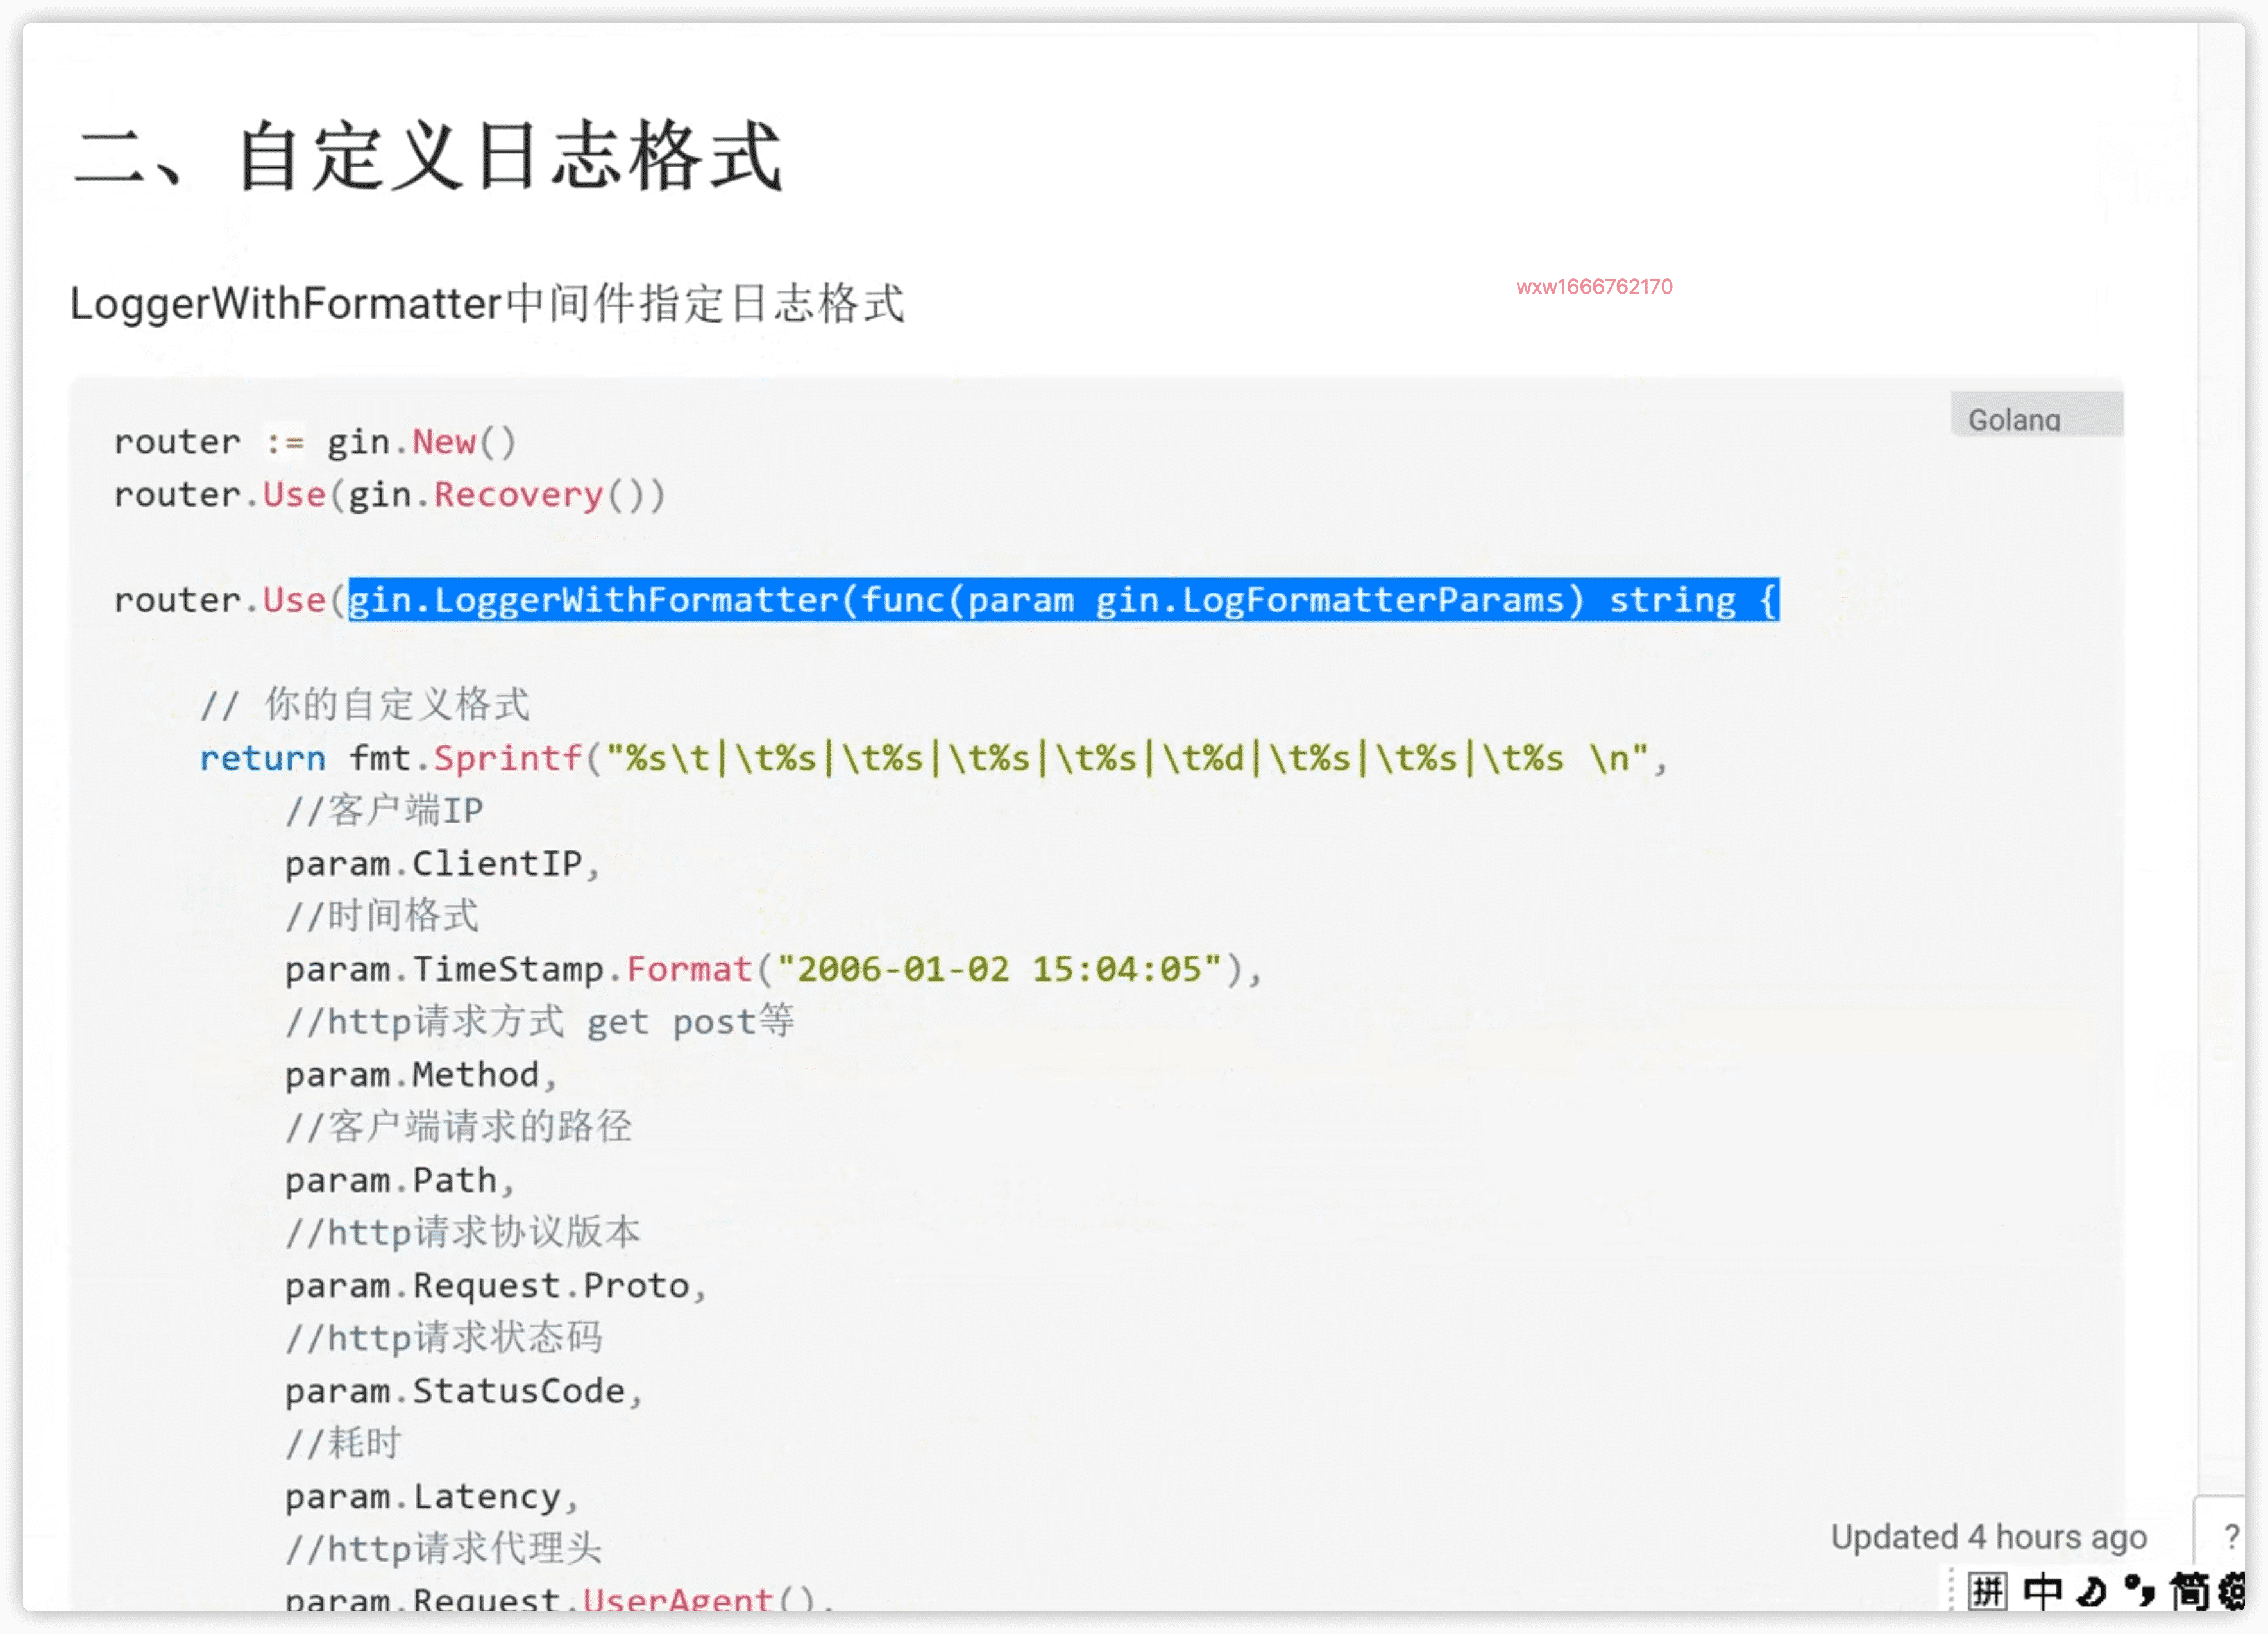 二、自定义日志格式
LoggerWithFormatter中间件指定日志格式
wxw1666762170
Golang
router := gin.New()
router.Use(gin.Recovery())
router.Use(gin.LoggerWithFormatter(func(param gin.LogFormatterParams) string {
// 你的自定义格式
return fmt.Sprintf("%s\t|\t%s|\t%s|\t%s|\t%s|\t%d|\t%s|\t%s|\t%s \n",
//客户端IP
param.ClientIP,
//时间格式
param.TimeStamp.Format("2006-01-02 15:04:05"),
//http请求方式 get post等
param.Method,
//客户端请求的路径
param.Path,
//http请求协议版本
param.Request.Proto,
//http请求状态码
param.StatusCode,
//耗时
param.Latency,
//http请求代理头
param.Request.UserAgent(),
Updated 4 hours ago
?
拼 中 简